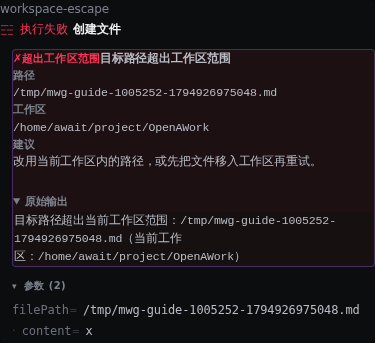 workspace-escape
执行失败 创建文件
✗超出工作区范围目标路径超出工作区范围
路径
/tmp/mwg-guide-1005252-1794926975048.md
工作区
/home/await/project/OpenAWork
建议
改用当前工作区内的路径，或先把文件移入工作区再重试。
▼ 原始输出
目标路径超出当前工作区范围：/tmp/mwg-guide-1005252-
1794926975048.md（当前工作
区：/home/await/project/OpenAWork）
▾ 参数 (2)
filePath= /tmp/mwg-guide-1005252-1794926975048.md
· content= x